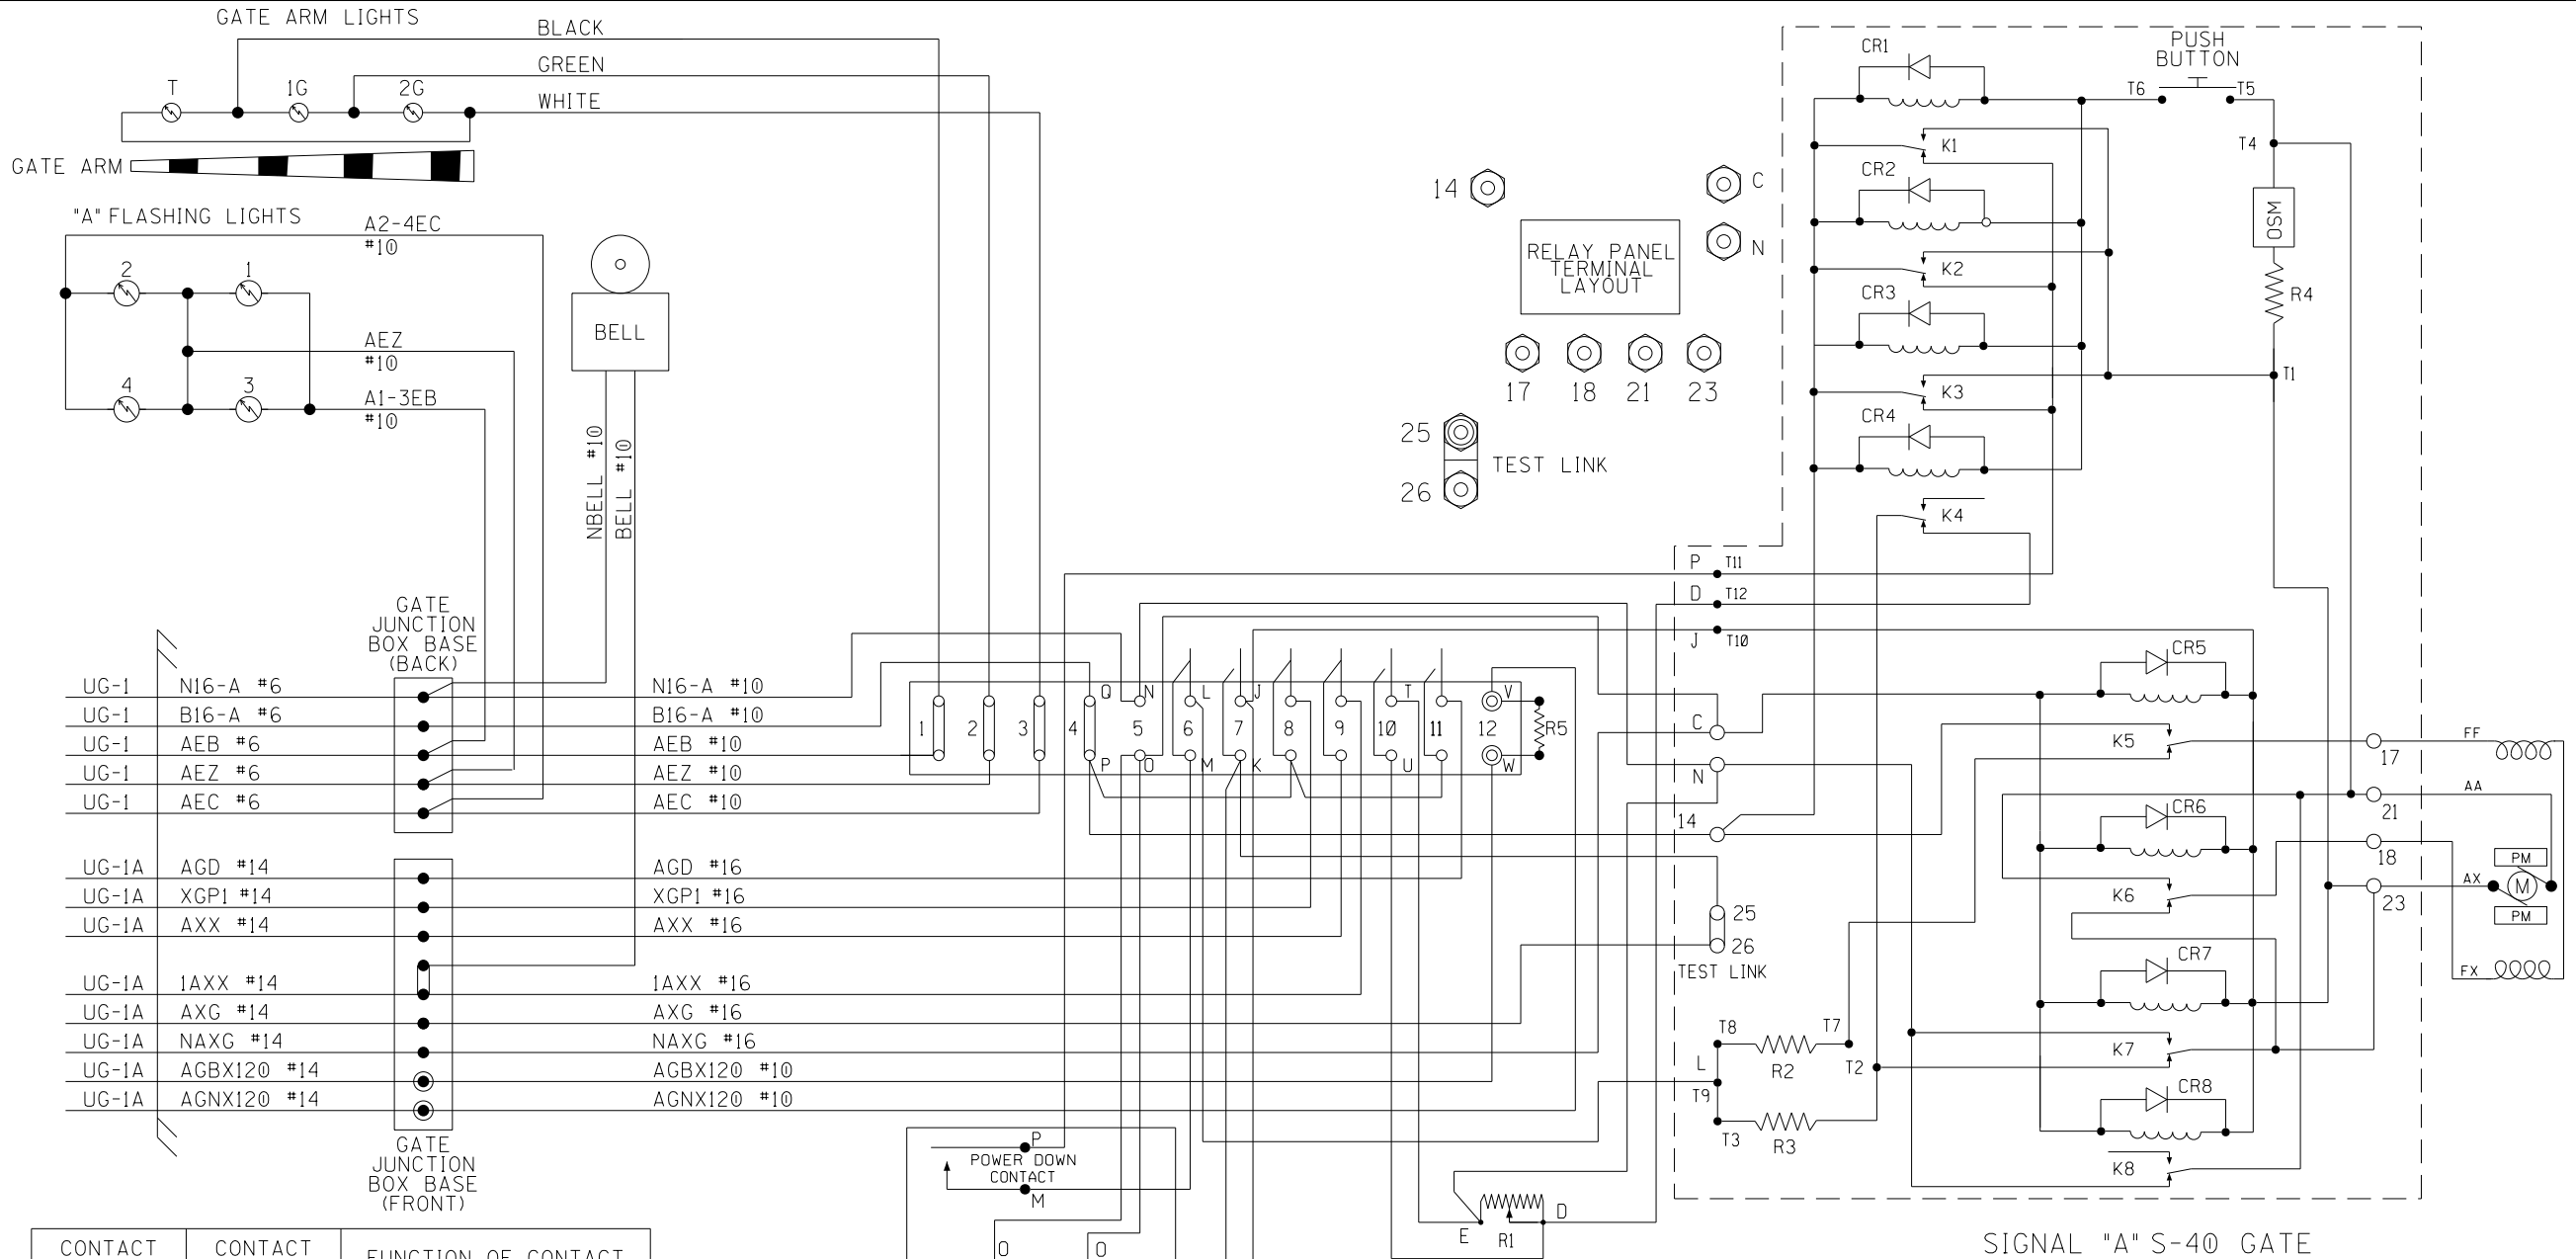 GATE ARM LIGHTS
BLACK
GREEN
WHITE
T
1G
2G
GATE ARM
"A" FLASHING LIGHTS
A2-4EC
#10
2
1
AEZ
#10
4
3
A1-3EB
#10
BELL
NBELL #10
BELL #10
14
C
N
RELAY PANEL
TERMINAL
LAYOUT
17
18
21
23
25
26
TEST LINK
PUSH
BUTTON
T6
T5
T4
OSM
R4
T1
CR1
K1
CR2
K2
CR3
K3
CR4
K4
P
T11
D
T12
J
T10
GATE
JUNCTION
BOX BASE
(BACK)
UG-1 N16-A #6 N16-A #10
UG-1 B16-A #6 B16-A #10
UG-1 AEB #6 AEB #10
UG-1 AEZ #6 AEZ #10
UG-1 AEC #6 AEC #10
UG-1A AGD #14 AGD #16
UG-1A XGP1 #14 XGP1 #16
UG-1A AXX #14 AXX #16
UG-1A 1AXX #14 1AXX #16
UG-1A AXG #14 AXG #16
UG-1A NAXG #14 NAXG #16
UG-1A AGBX120 #14 AGBX120 #10
UG-1A AGNX120 #14 AGNX120 #10
GATE
JUNCTION
BOX BASE
(FRONT)
Q N L J T V
1 2 3 4 5 6 7 8 9 10 11 12 R5
P O M K U W
C
N
14
25
26
TEST LINK
T8
T7
R2
L
T2
T9
T3
R3
CR5
K5
CR6
K6
CR7
K7
CR8
K8
17
FF
21
AA
18
PM
AX
M
23
PM
FX
P
POWER DOWN
CONTACT
M
O
O
E
R1
D
CONTACT
CONTACT
FUNCTION OF CONTACT
SIGNAL "A" S-40 GATE